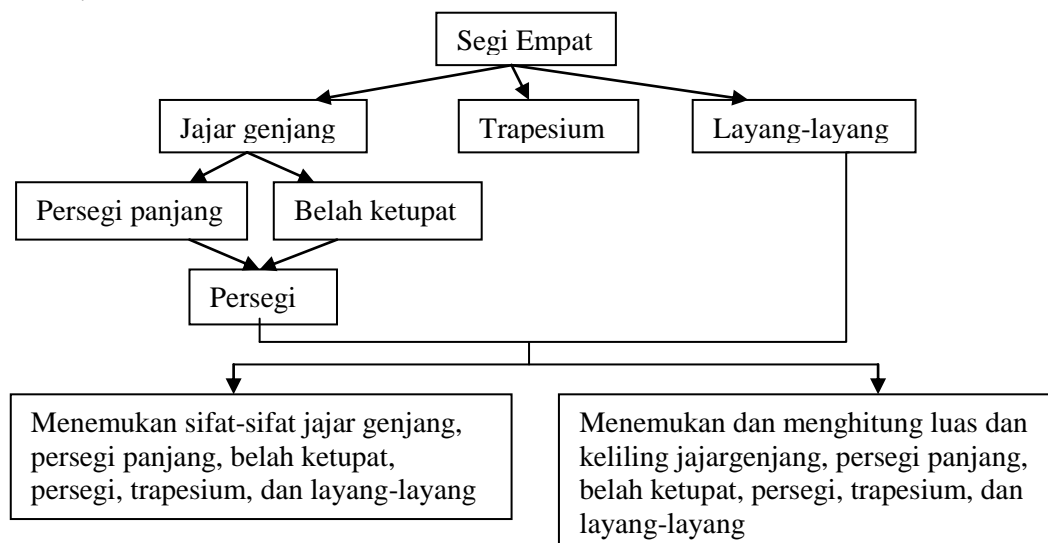 Segi Empat
Jajar genjang
Trapesium
Layang-layang
Persegi panjang
Belah ketupat
Persegi
Menemukan sifat-sifat jajar genjang,
persegi panjang, belah ketupat,
persegi, trapesium, dan layang-layang
Menemukan dan menghitung luas dan
keliling jajargenjang, persegi panjang,
belah ketupat, persegi, trapesium, dan
layang-layang